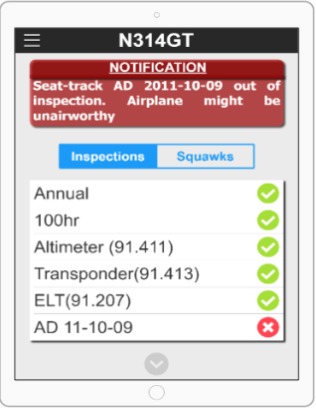 N314GT
NOTIFICATION
Seat-track AD 2011-10-09 out of
inspection. Airplane might be
unairworthy
Inspections Squawks
Annual
100hr
Altimeter (91.411)
Transponder(91.413)
ELT(91.207)
AD 11-10-09